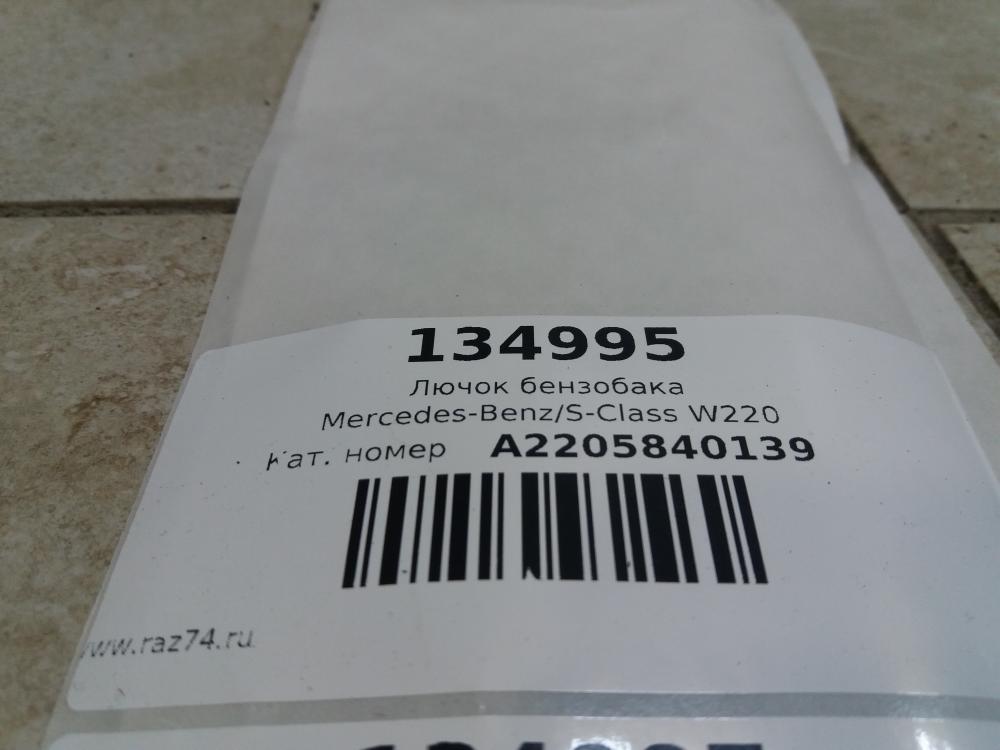 134995
Лючок бензобака
Mercedes-Benz/S-Class W220
Кат. номер A2205840139
www.raz74.ru